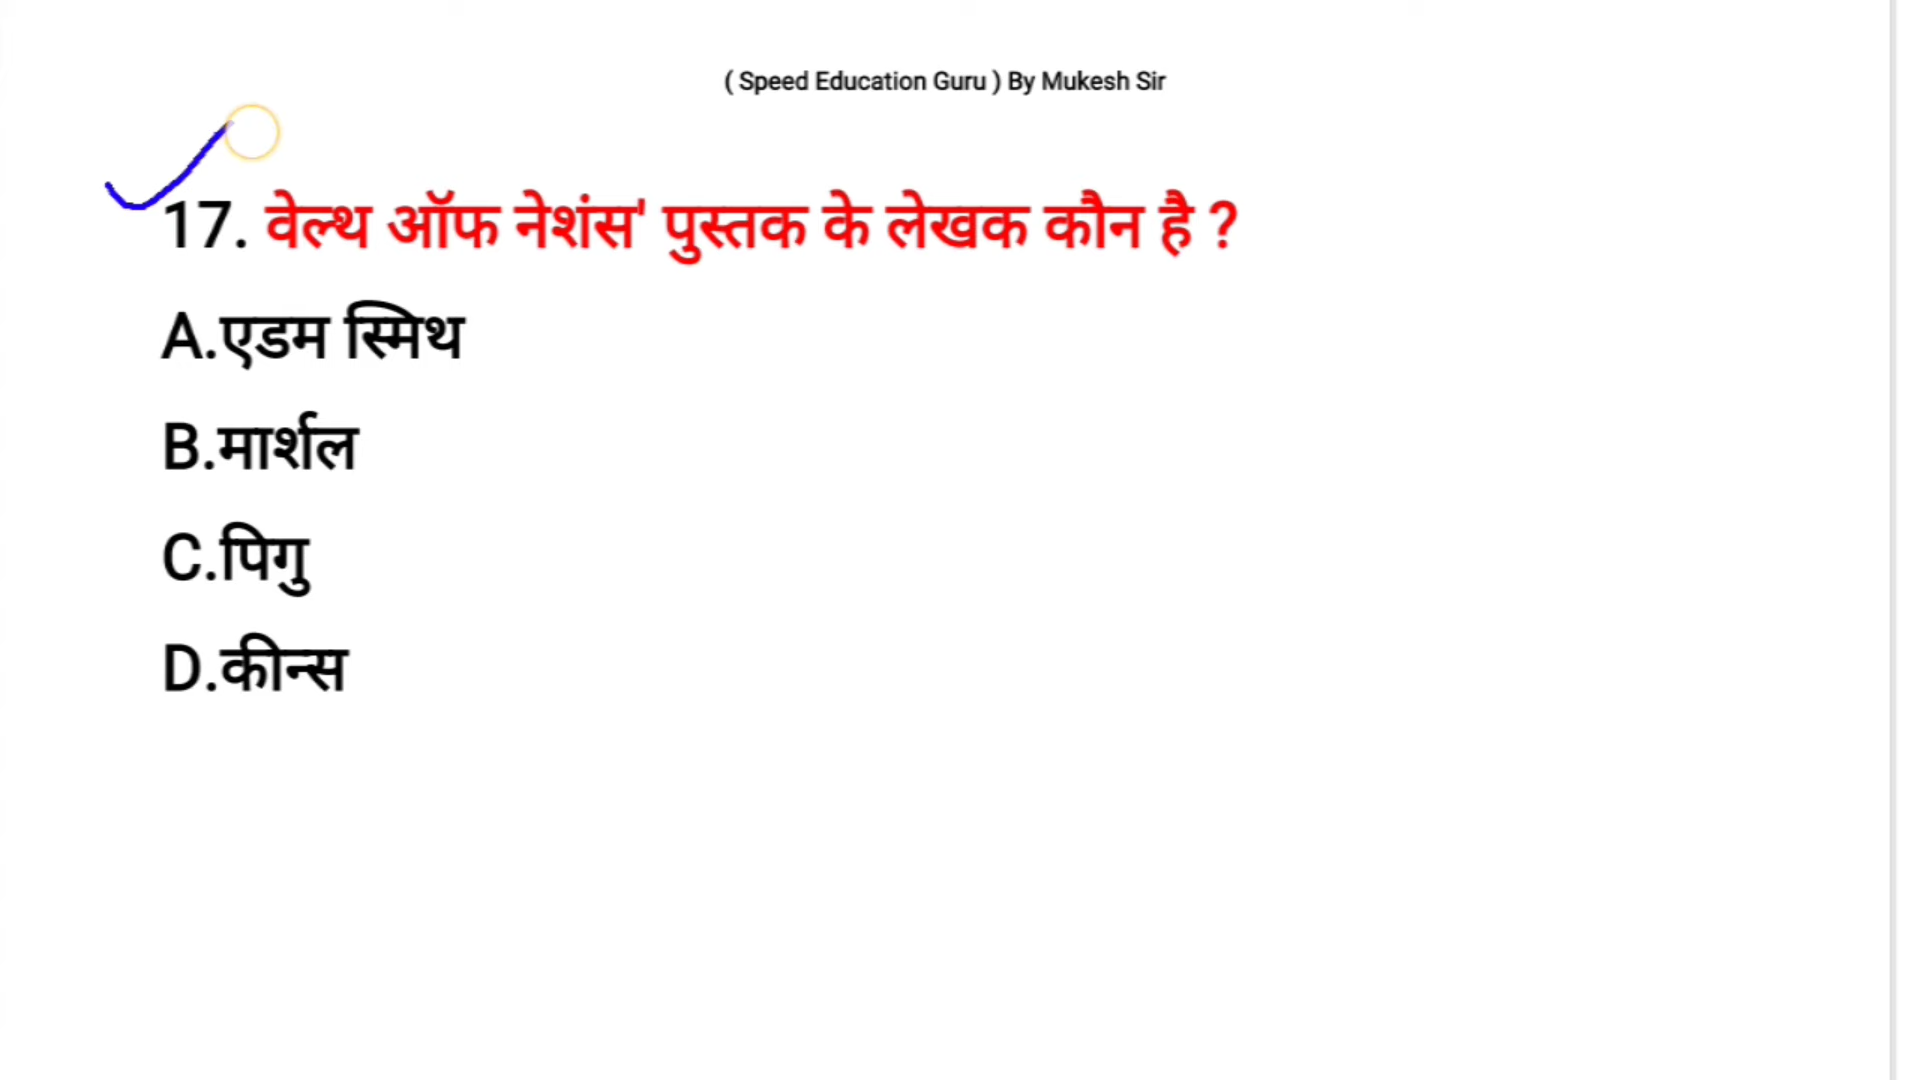 ( Speed Education Guru ) By Mukesh Sir
17. वेल्थ ऑफ नेशंस' पुस्तक के लेखक कौन है ?
A.एडम स्मिथ
B.मार्शल
C.पिगु
D.कीन्स